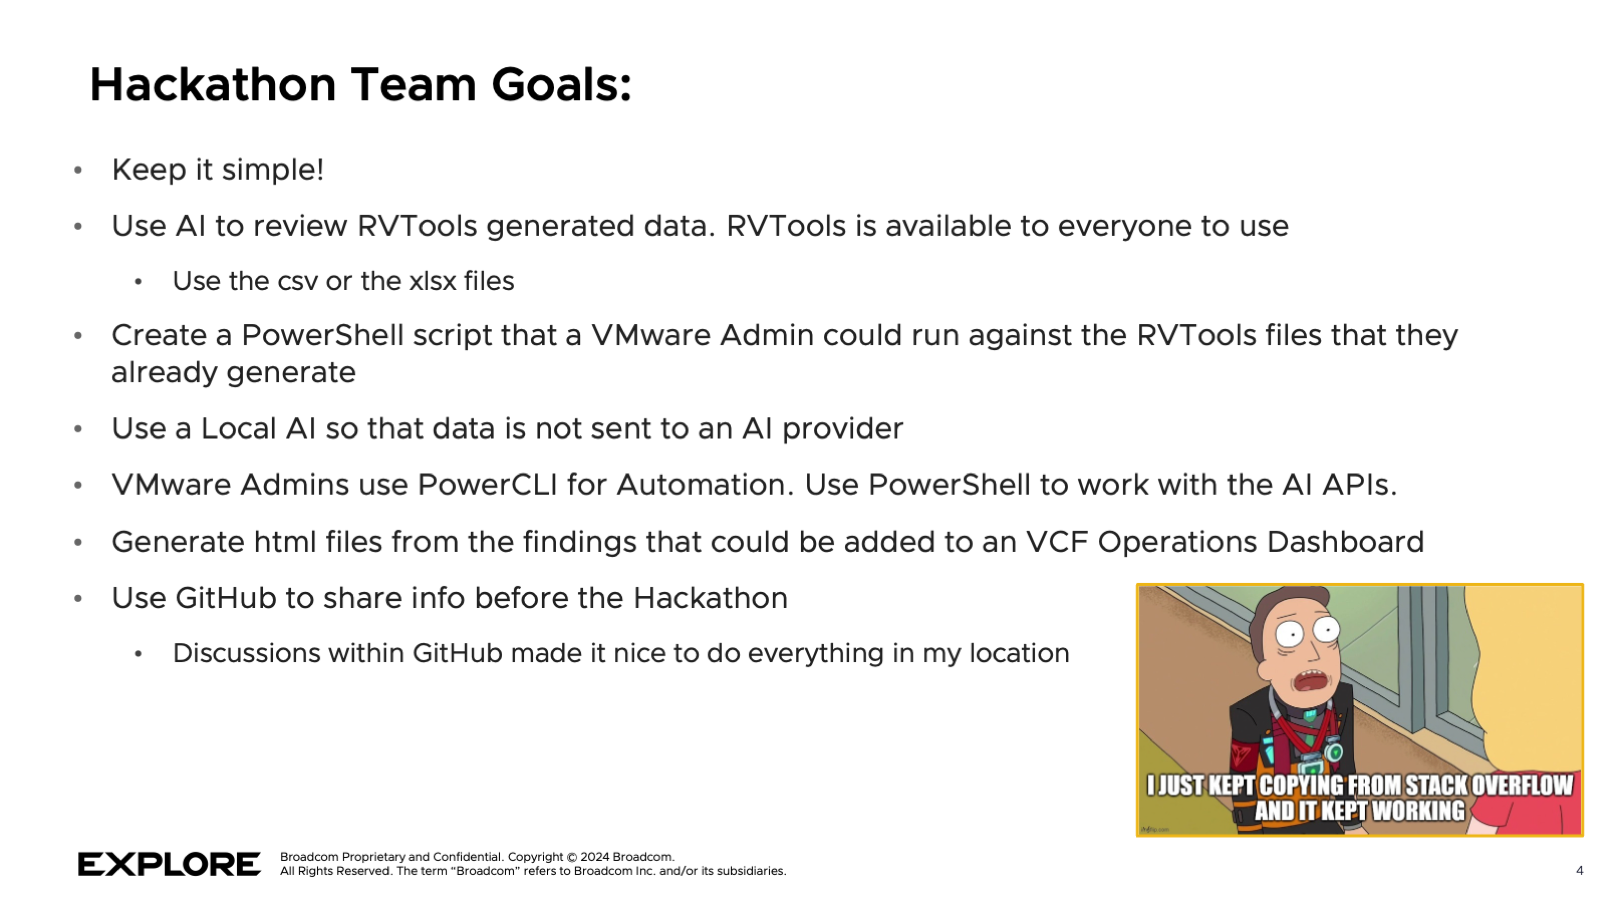 Hackathon Team Goals:
• Keep it simple!
• Use AI to review RVTools generated data. RVTools is available to everyone to use
• Use the csv or the xlsx files
• Create a PowerShell script that a VMware Admin could run against the RVTools files that they
already generate
• Use a Local AI so that data is not sent to an AI provider
• VMware Admins use PowerCLI for Automation. Use PowerShell to work with the AI APIs.
• Generate html files from the findings that could be added to an VCF Operations Dashboard
• Use GitHub to share info before the Hackathon
• Discussions within GitHub made it nice to do everything in my location
I JUST KEPT COPYING FROM STACK OVERFLOW
AND IT KEPT WORKING
EXPLORE
Broadcom Proprietary and Confidential. Copyright © 2024 Broadcom.
All Rights Reserved. The term “Broadcom” refers to Broadcom Inc. and/or its subsidiaries.
4